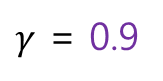 γ = 0.9